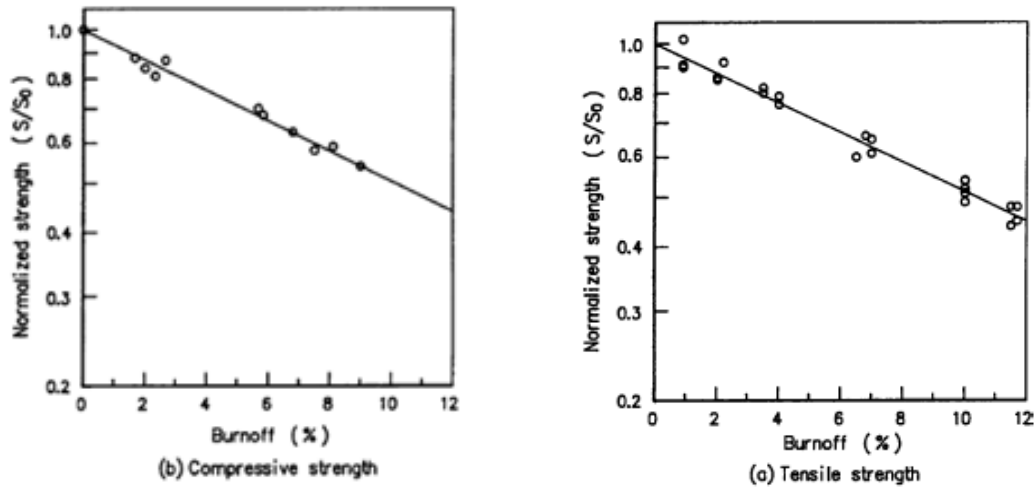 Normalized strength (S/S₀)
1.0
0.8
0.6
0.4
0.3
0.2
0 2 4 6 8 10 12
Burnoff (%)
(b) Compressive strength
Normalized strength (S/S₀)
1.0
0.8
0.6
0.4
0.3
0.2
0 2 4 6 8 10 12
Burnoff (%)
(a) Tensile strength